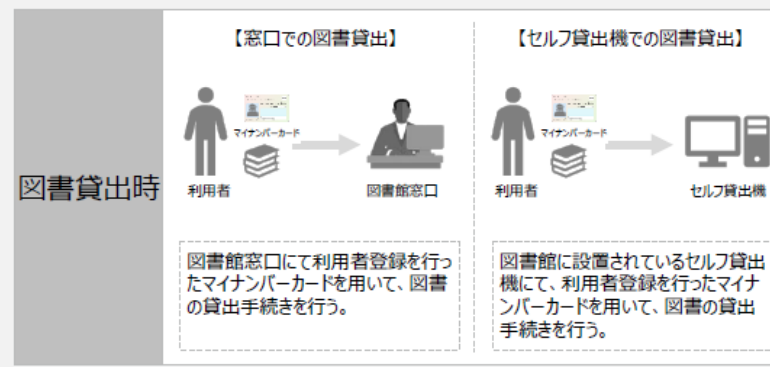 図書貸出時
【窓口での図書貸出】
マイナンバーカード
利用者
図書館窓口
図書館窓口にて利用者登録を行っ
たマイナンバーカードを用いて、図書
の貸出手続きを行う。
【セルフ貸出機での図書貸出】
マイナンバーカード
利用者
セルフ貸出機
図書館に設置されているセルフ貸出
機にて、利用者登録を行ったマイナ
ンバーカードを用いて、図書の貸出
手続きを行う。